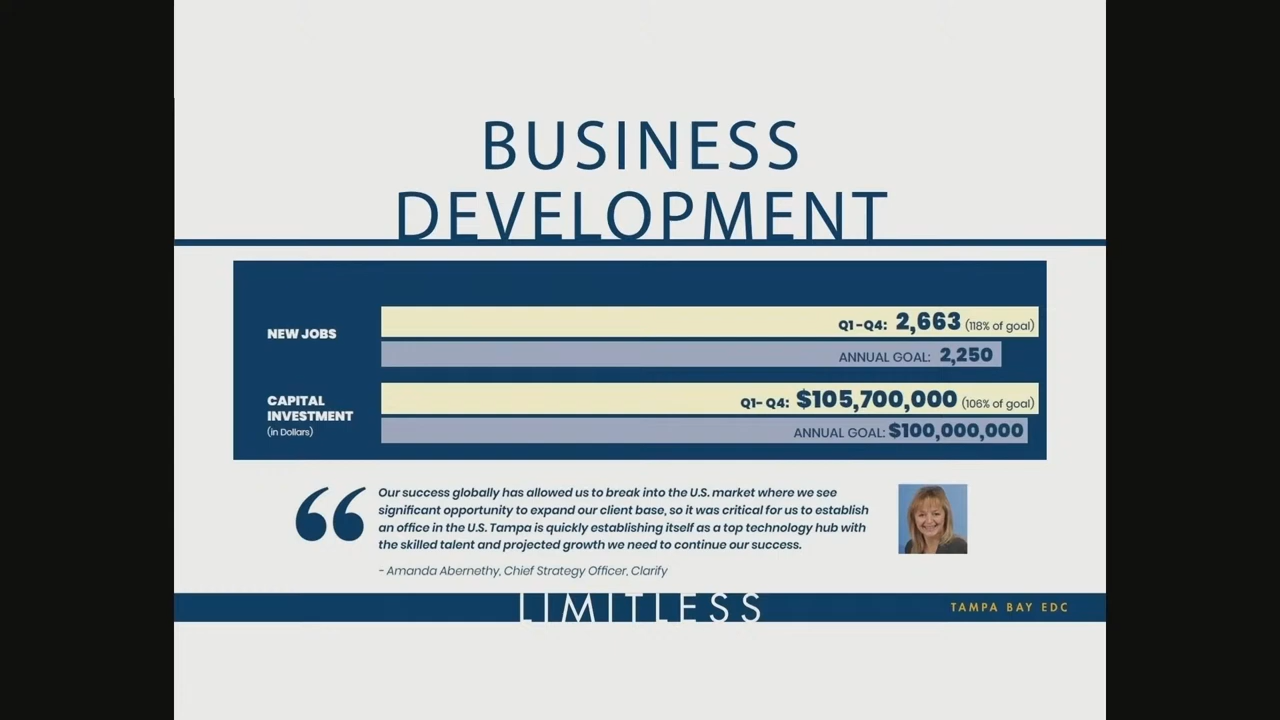 BUSINESS
DEVELOPMENT
NEW JOBS
Q1-Q4: 2,663 (118% of goal)
ANNUAL GOAL: 2,250
CAPITAL
INVESTMENT
(in Dollars)
Q1-Q4: $105,700,000 (106% of goal)
ANNUAL GOAL: $100,000,000
“
Our success globally has allowed us to break into the U.S. market where we see
significant opportunity to expand our client base, so it was critical for us to establish
an office in the U.S. Tampa is quickly establishing itself as a top technology hub with
the skilled talent and projected growth we need to continue our success.
- Amanda Abernethy, Chief Strategy Officer, Clarify
LIMITLESS
TAMPA BAY EDC